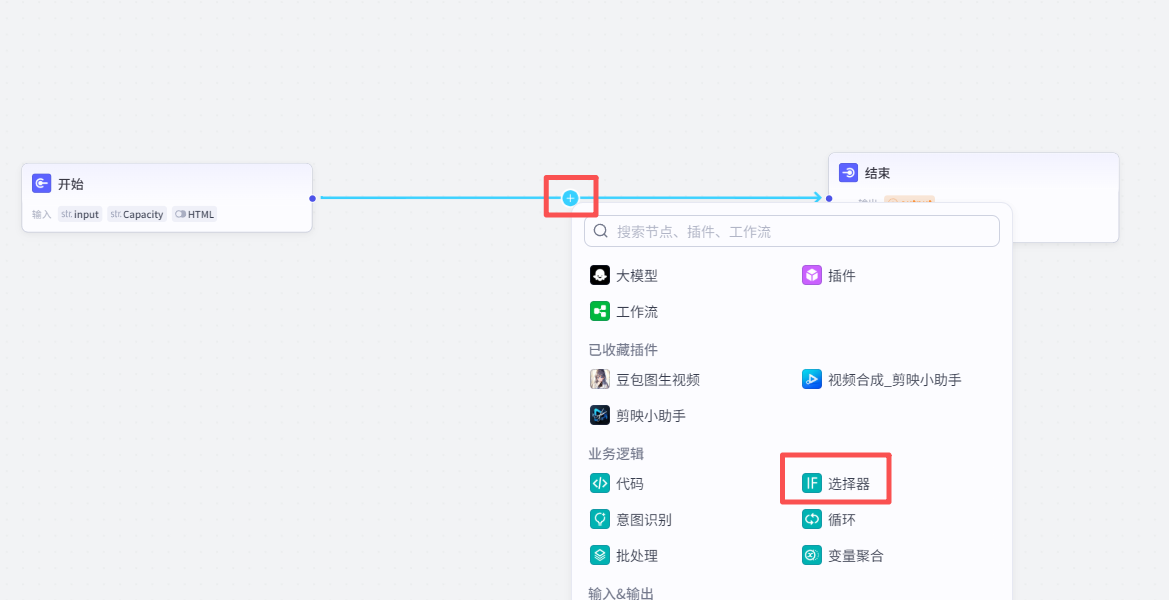 开始
输入 str. input str. Capacity HTML
结束
搜索节点、插件、工作流
大模型 插件
工作流
已收藏插件
豆包图生视频 视频合成_剪映小助手
剪映小助手
业务逻辑
代码 IF 选择器
意图识别 循环
批处理 变量聚合
输入&输出